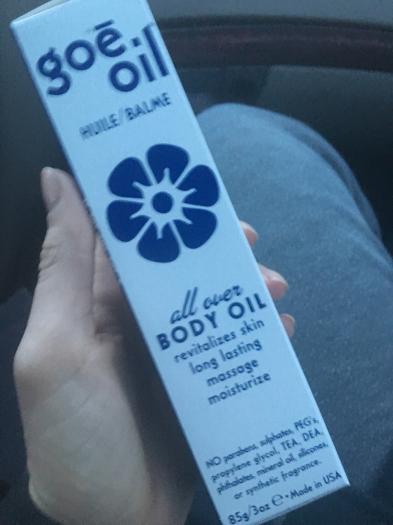 goē
oil
HUILE/BALME
all over
BODY OIL
revitalizes skin
long lasting
massage
moisturize
NO parabens, sulphates, PEG's,
propylene glycol, TEA, DEA,
phthalates, mineral oil, silicones,
or synthetic fragrance.
85g/3oz ℮ • Made in USA